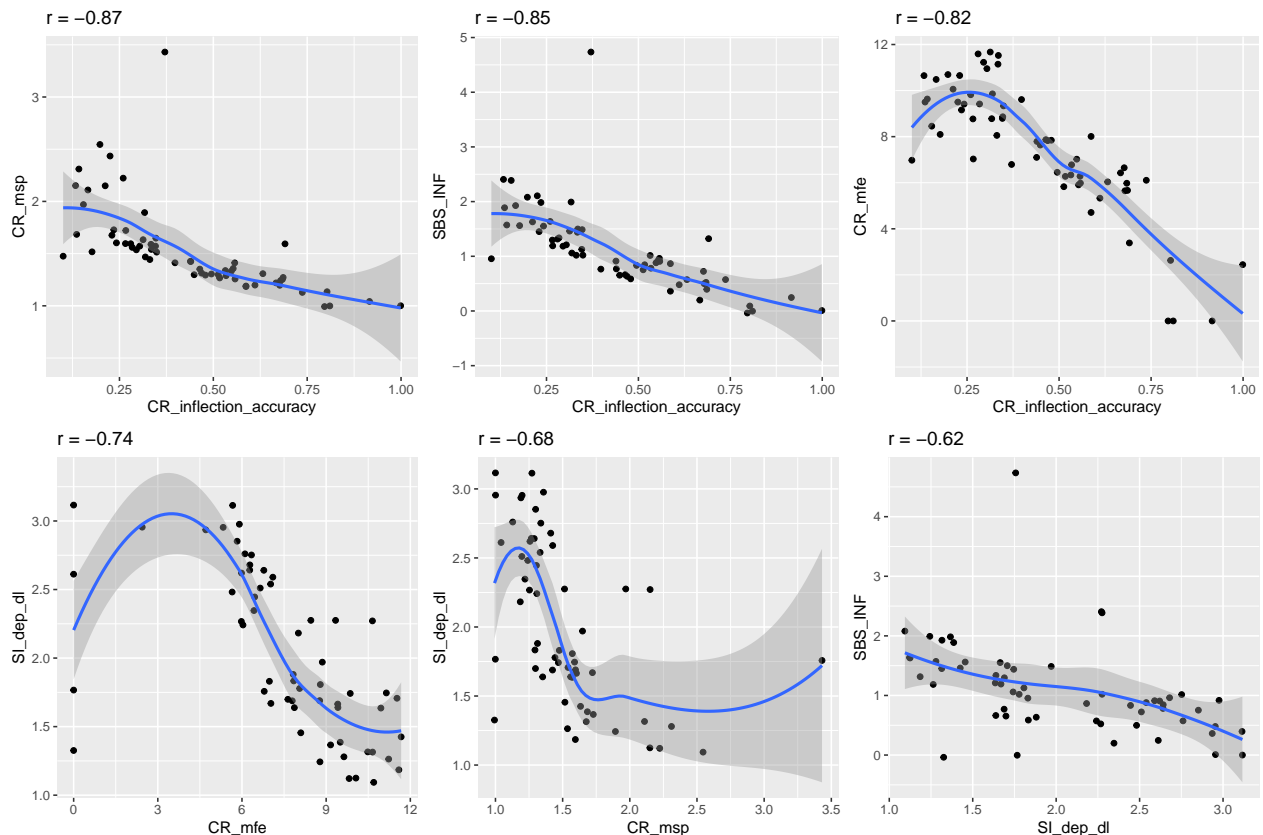 r = −0.87
CR_msp
3
2
1
0.25 0.50 0.75 1.00
CR_inflection_accuracy
r = −0.85
SBS_INF
5
4
3
2
1
0
−1
0.25 0.50 0.75 1.00
CR_inflection_accuracy
r = −0.82
CR_mfe
12
8
4
0
0.25 0.50 0.75 1.00
CR_inflection_accuracy
r = −0.74
SI_dep_dl
3.0
2.5
2.0
1.5
1.0
0 3 6 9 12
CR_mfe
r = −0.68
SI_dep_dl
3.0
2.5
2.0
1.5
1.0
1.0 1.5 2.0 2.5 3.0 3.5
CR_msp
r = −0.62
SBS_INF
4
3
2
1
0
1.0 1.5 2.0 2.5 3.0
SI_dep_dl